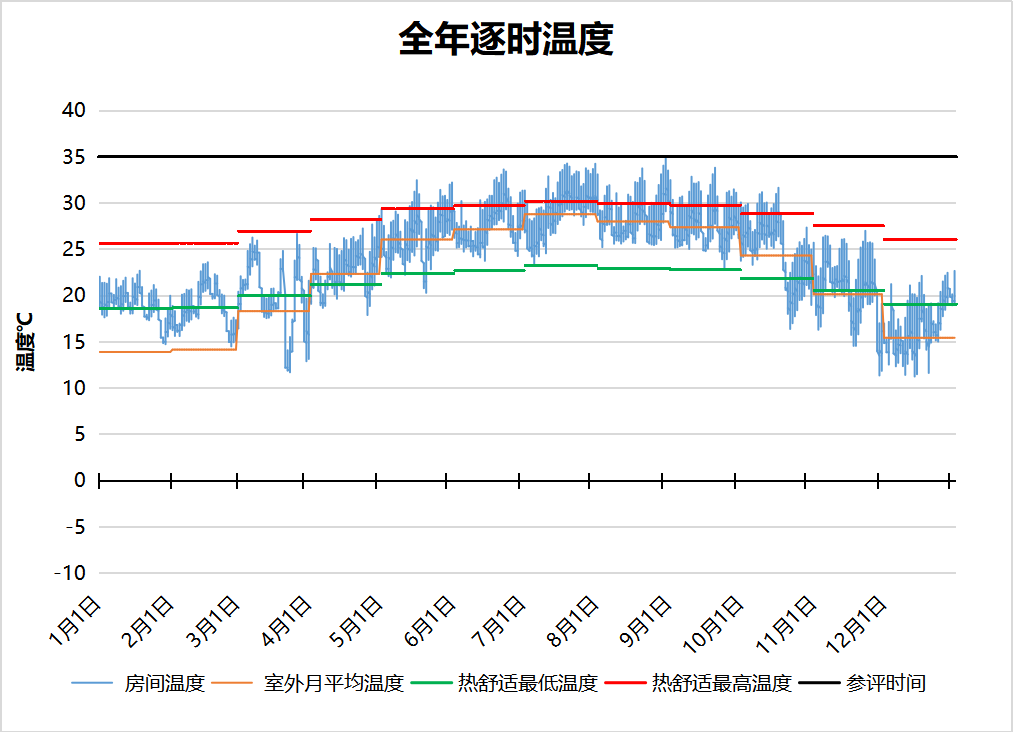 全年逐时温度
40
35
30
25
20
15
10
5
0
-5
-10
温度℃
1月1日
2月1日
3月1日
4月1日
5月1日
6月1日
7月1日
8月1日
9月1日
10月1日
11月1日
12月1日
房间温度 室外月平均温度 热舒适最低温度 热舒适最高温度 参评时间